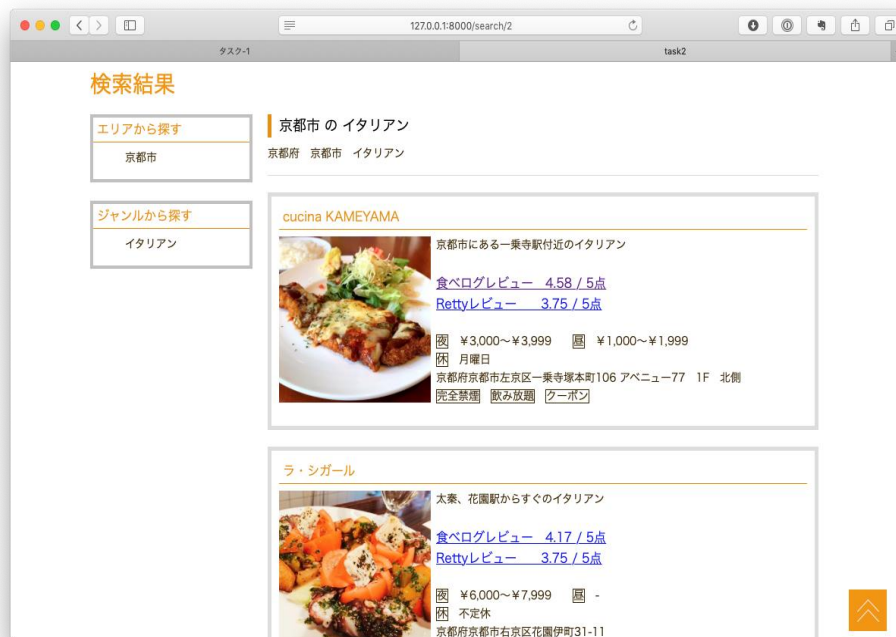 127.0.0.1:8000/search/2
タスク-1
task2
検索結果
エリアから探す
京都市
ジャンルから探す
イタリアン
京都市 の イタリアン
京都府 京都市 イタリアン
cucina KAMEYAMA
京都市にある一乗寺駅付近のイタリアン
食べログレビュー 4.58 / 5点
Rettyレビュー 3.75 / 5点
夜 ¥3,000～¥3,999 昼 ¥1,000～¥1,999
休 月曜日
京都府京都市左京区一乗寺塚本町106 アベニュー77 1F 北側
完全禁煙 飲み放題 クーポン
ラ・シガール
太秦、花園駅からすぐのイタリアン
食べログレビュー 4.17 / 5点
Rettyレビュー 3.75 / 5点
夜 ¥6,000～¥7,999 昼 -
休 不定休
京都府京都市右京区花園伊町31-11